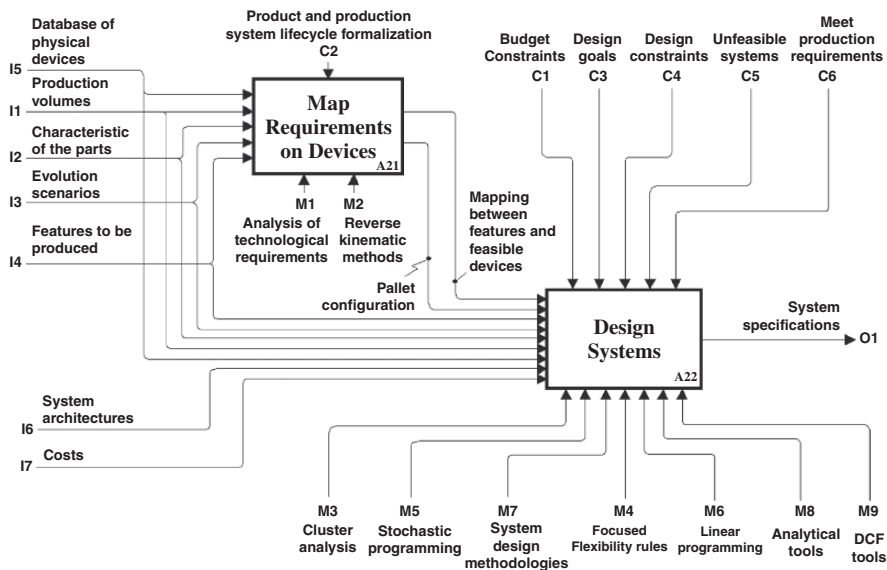 Database of
physical
devices
I5
Production
volumes
I1
Characteristic
of the parts
I2
Evolution
scenarios
I3
Features to be
produced
I4
Product and production
system lifecycle formalization
C2
Map
Requirements
on Devices
A21
M1
Analysis of
technological
requirements
M2
Reverse
kinematic
methods
Pallet
configuration
Mapping
between
features and
feasible
devices
Budget
Constraints
C1
Design
goals
C3
Design
constraints
C4
Unfeasible
systems
C5
Meet
production
requirements
C6
Design
Systems
A22
System
specifications
O1
System
architectures
I6
Costs
I7
M3
Cluster
analysis
M5
Stochastic
programming
M7
System
design
methodologies
M4
Focused
Flexibility rules
M6
Linear
programming
M8
Analytical
tools
M9
DCF
tools